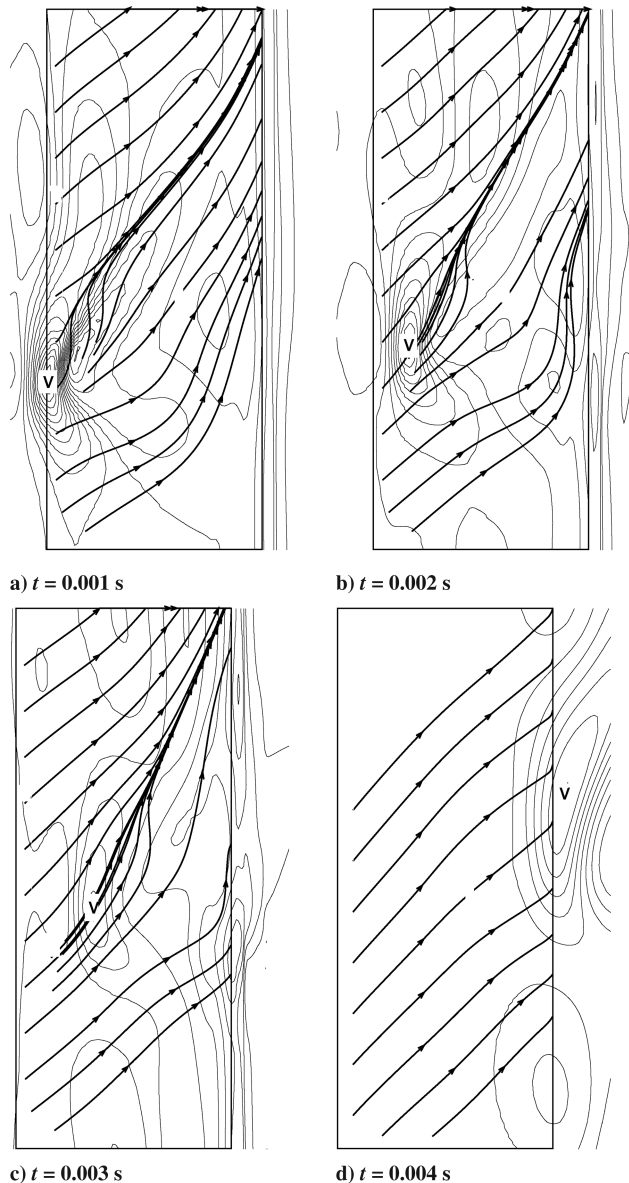 V
V
a) t = 0.001 s
b) t = 0.002 s
V
V
c) t = 0.003 s
d) t = 0.004 s